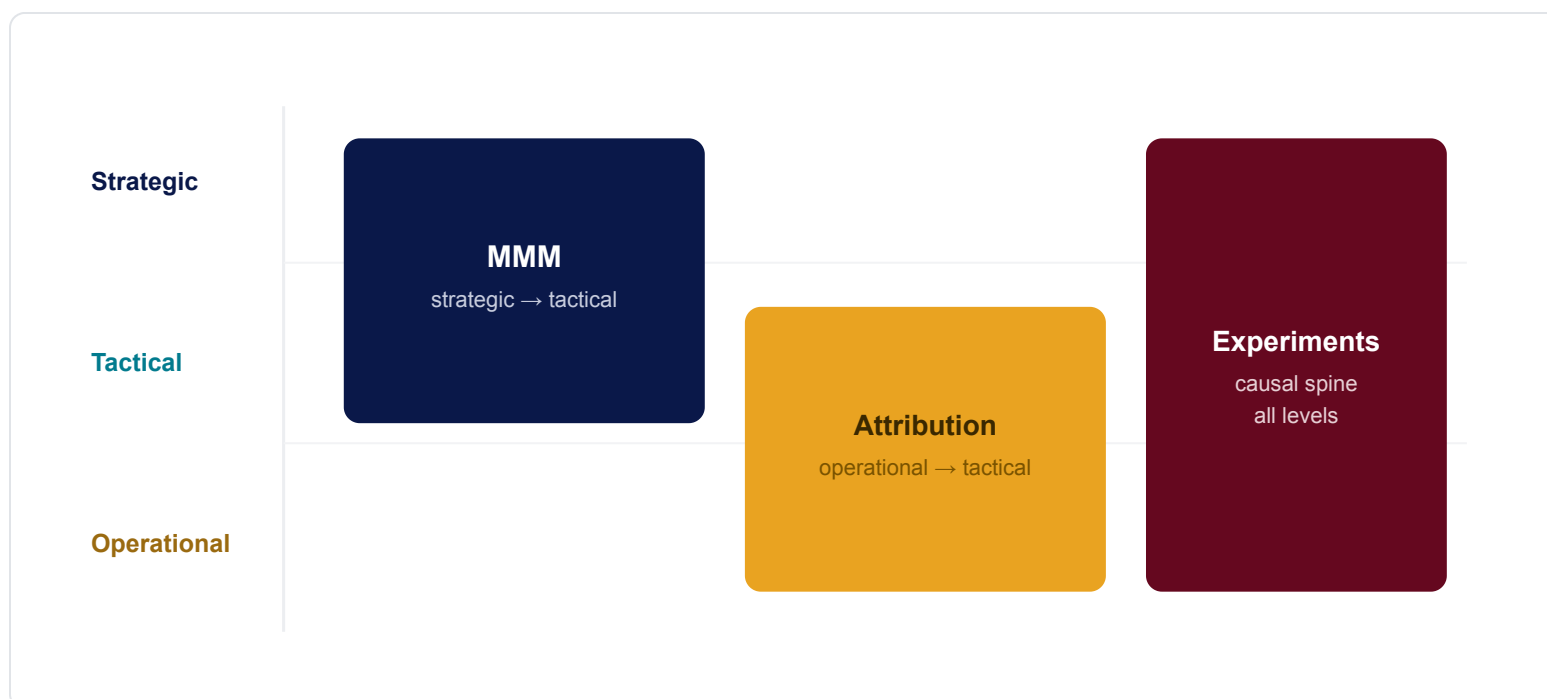 Strategic
MMM
strategic → tactical
Tactical
Experiments
causal spine
all levels
Attribution
operational → tactical
Operational